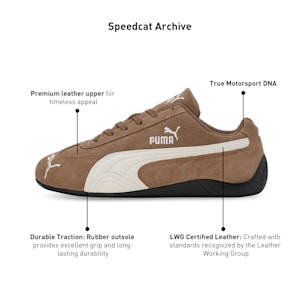 Speedcat Archive
True Motorsport DNA
Premium leather upper for
timeless appeal
PUMA
Durable Traction: Rubber outsole
provides excellent grip and long-
lasting durability
LWG Certified Leather: Crafted with
standards recognized by the Leather
Working Group